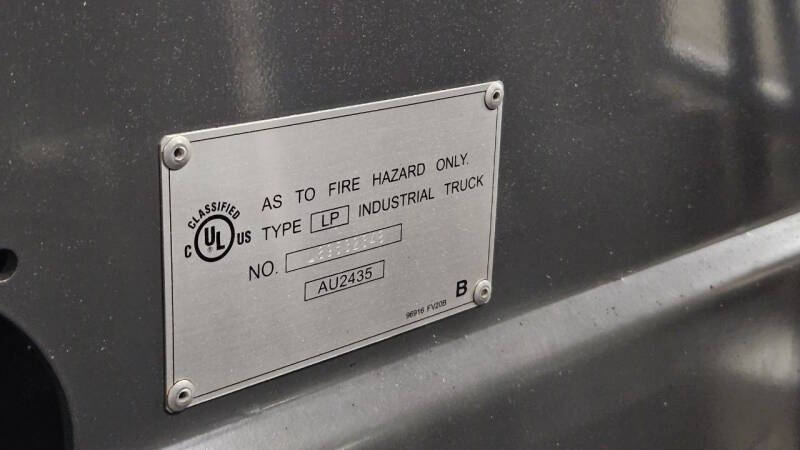 AS TO FIRE HAZARD ONLY.
CLASSIFIED
C UL ® US
TYPE LP INDUSTRIAL TRUCK
NO.
AU2435
B
96916 FV20B